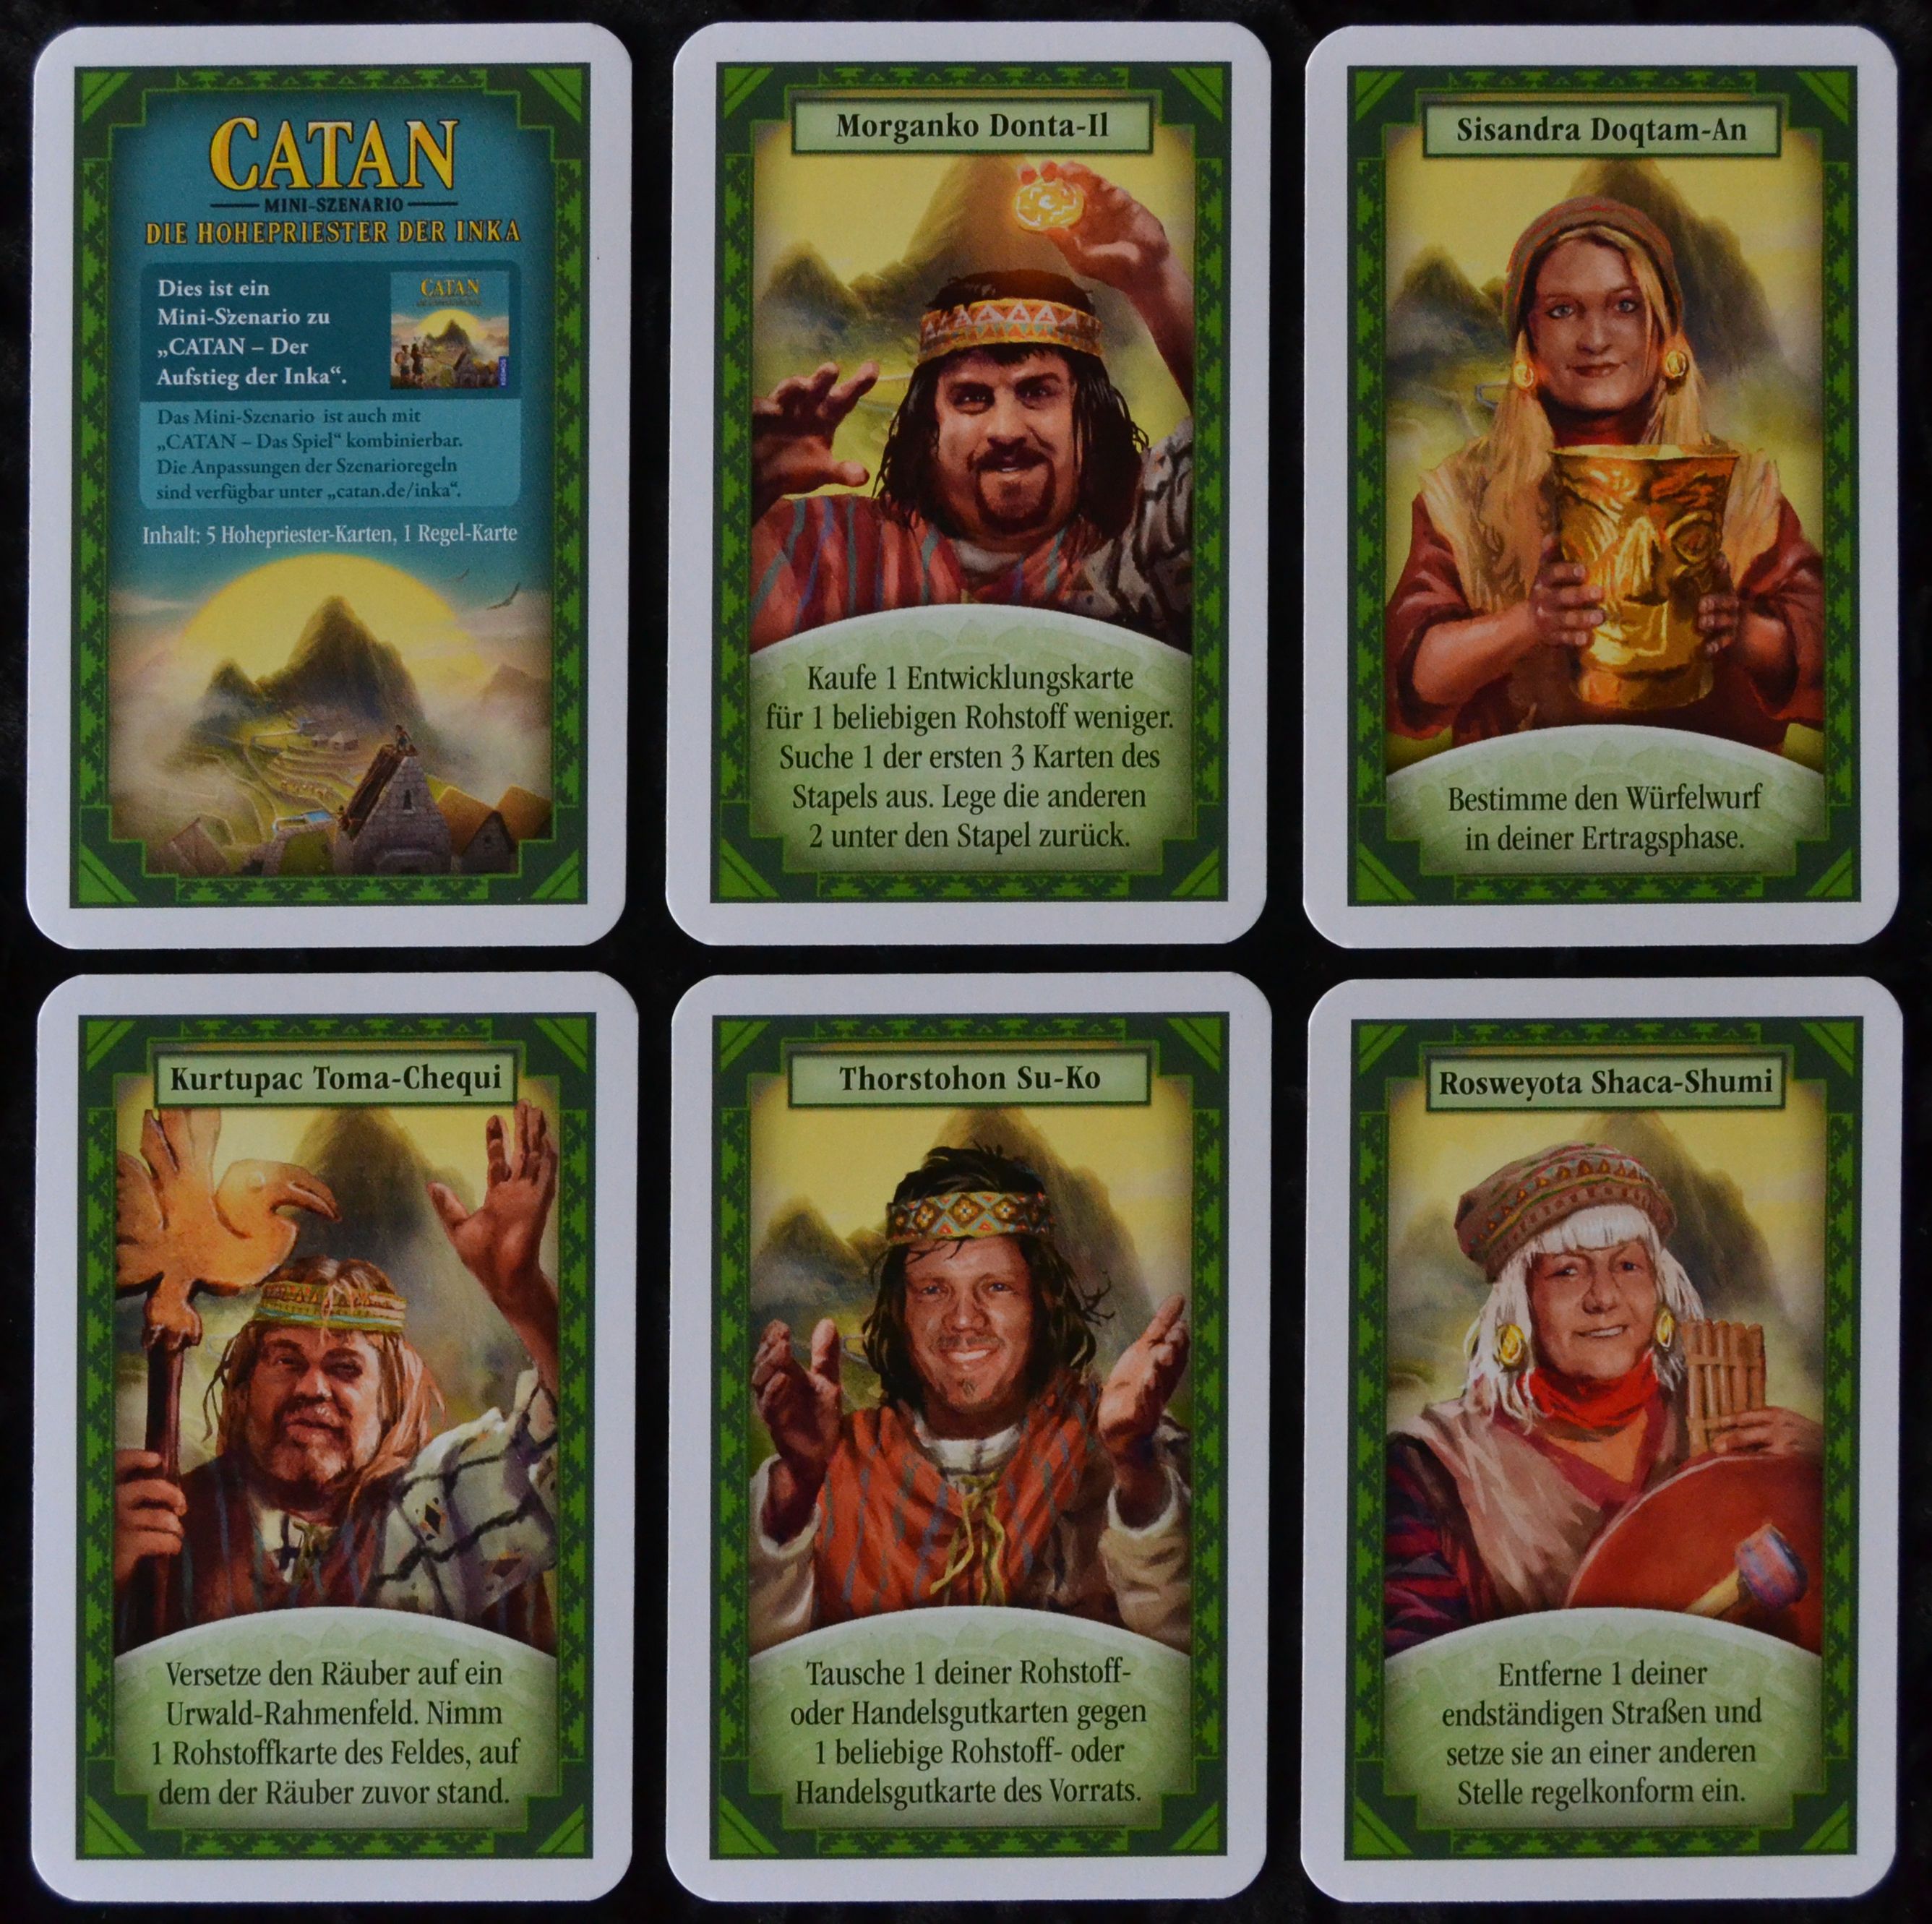 CATAN
MINI-SZENARIO
DIE HOHEPRIESTER DER INKA
Dies ist ein
Mini-Szenario zu
„CATAN – Der
Aufstieg der Inka“.
CATAN
KOSMOS
Das Mini-Szenario ist auch mit
„CATAN – Das Spiel“ kombinierbar.
Die Anpassungen der Szenarioregeln
sind verfügbar unter „catan.de/inka“.
Inhalt: 5 Hohepriester-Karten, 1 Regel-Karte
Morganko Donta-Il
Kaufe 1 Entwicklungskarte
für 1 beliebigen Rohstoff weniger.
Suche 1 der ersten 3 Karten des
Stapels aus. Lege die anderen
2 unter den Stapel zurück.
Sisandra Doqtam-An
Bestimme den Würfelwurf
in deiner Ertragsphase.
Kurtupac Toma-Chequi
Versetze den Räuber auf ein
Urwald-Rahmenfeld. Nimm
1 Rohstoffkarte des Feldes, auf
dem der Räuber zuvor stand.
Thorstohon Su-Ko
Tausche 1 deiner Rohstoff-
oder Handelsgutkarten gegen
1 beliebige Rohstoff- oder
Handelsgutkarte des Vorrats.
Rosweyota Shaca-Shumi
Entferne 1 deiner
endständigen Straßen und
setze sie an einer anderen
Stelle regelkonform ein.